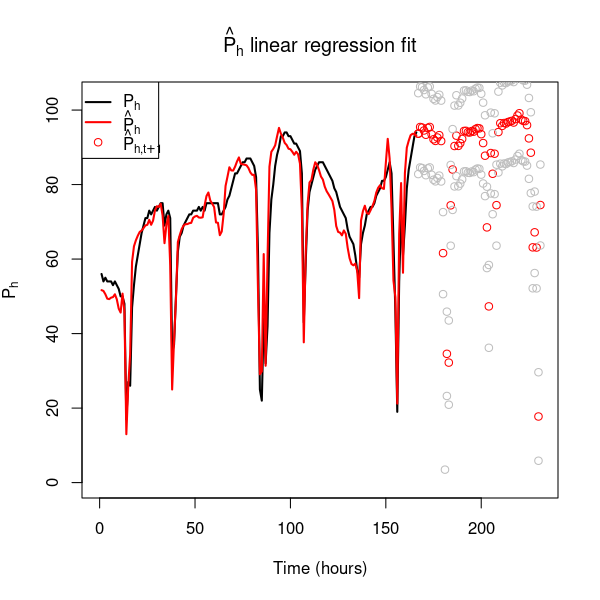 P̂h linear regression fit
Ph
P̂h
P̂h,t+1
Ph
100
80
60
40
20
0
0 50 100 150 200
Time (hours)